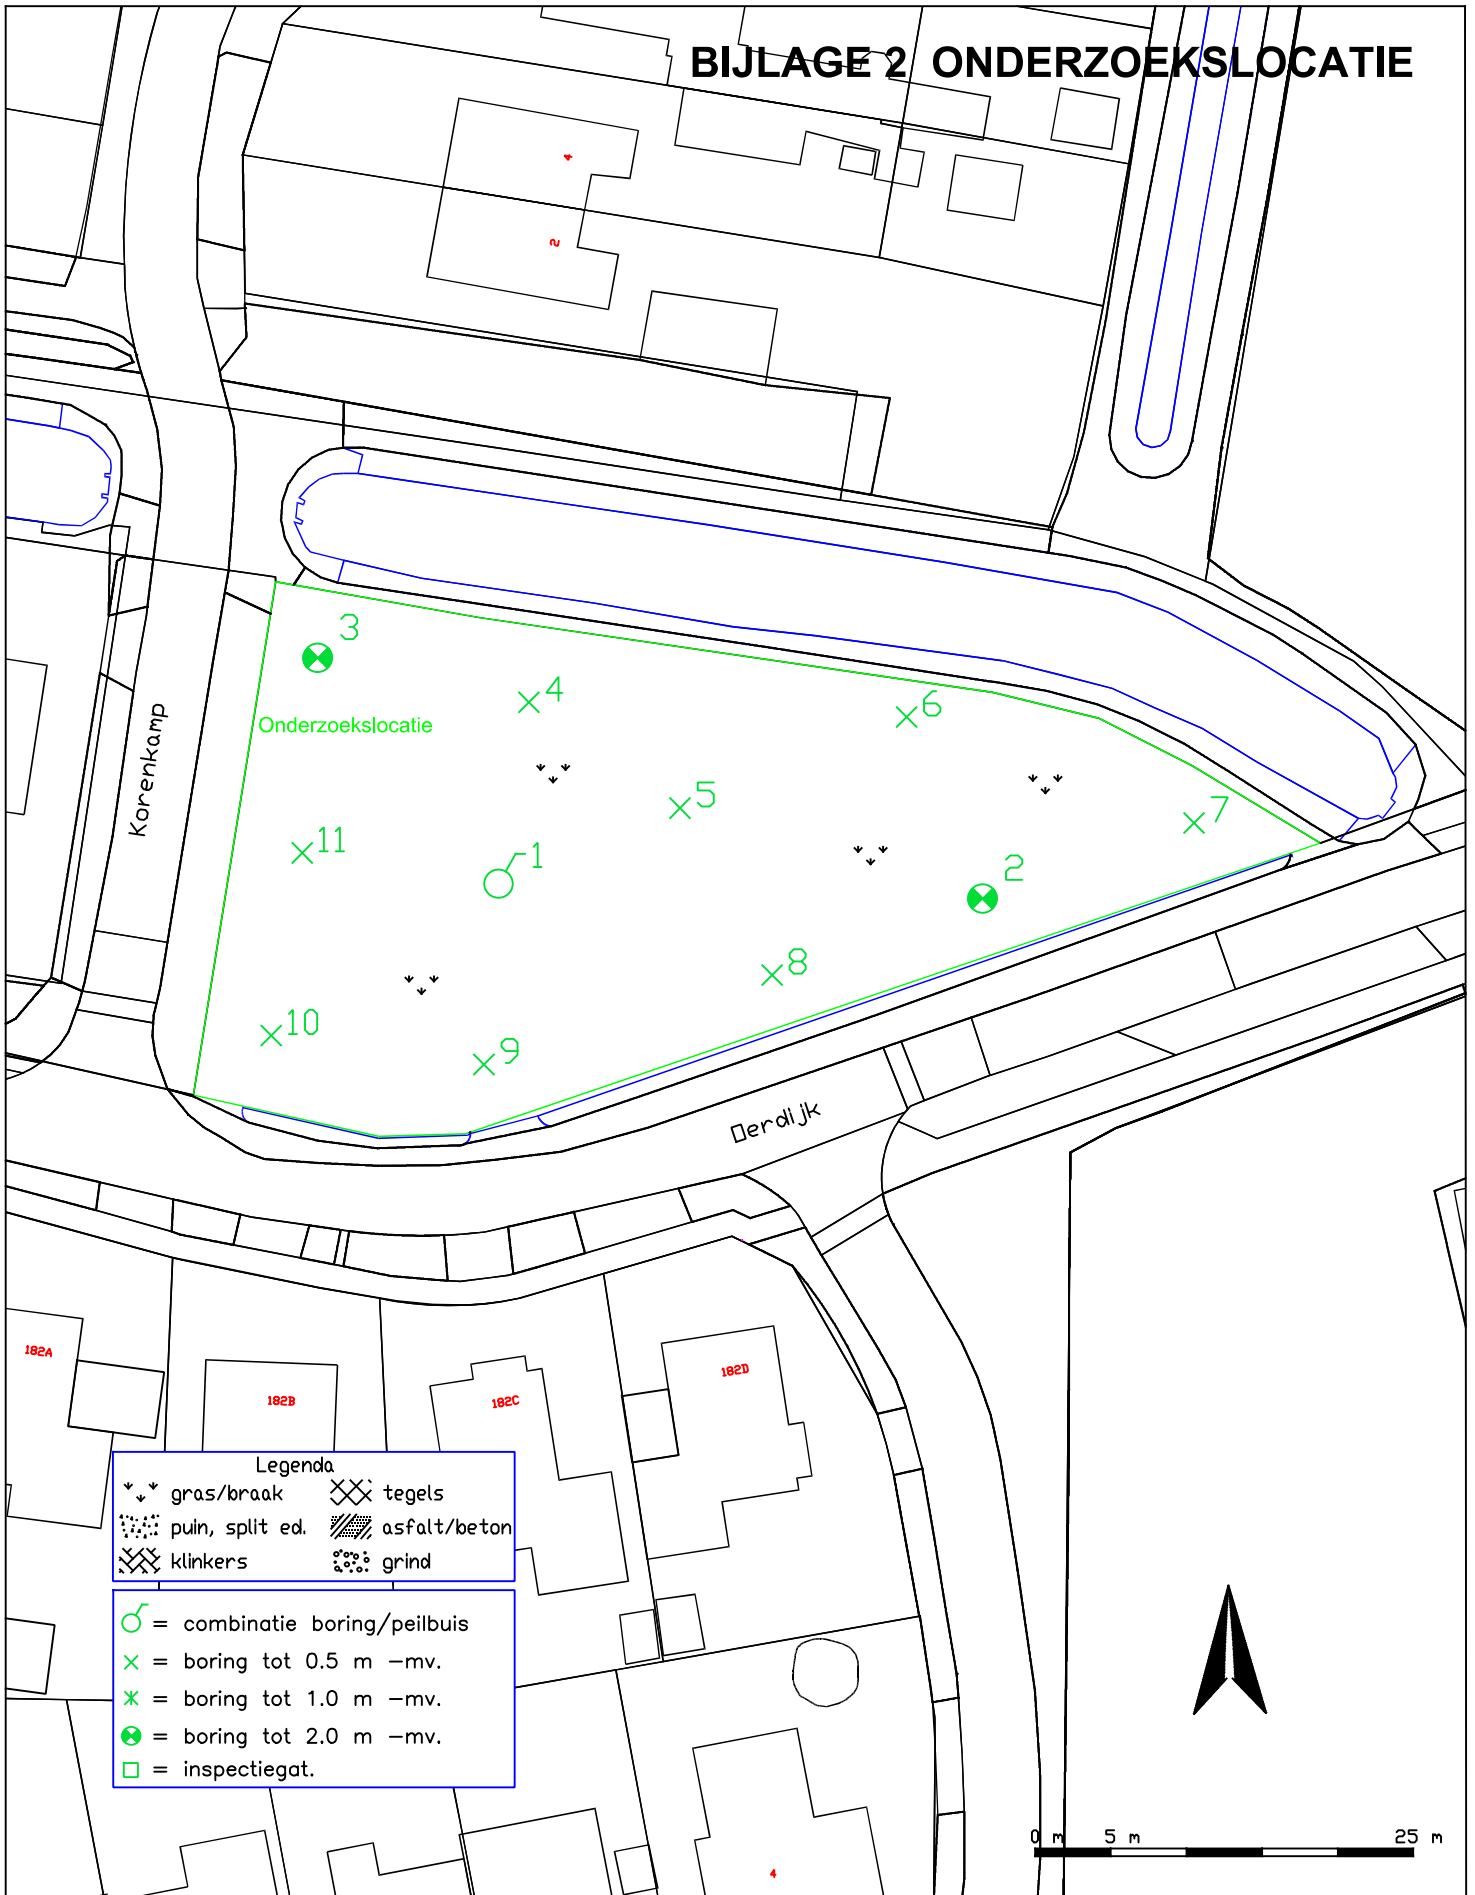 BIJLAGE 2 ONDERZOEKSLOCATIE
4
2
3
4
6
Onderzoekslocatie
Korenkamp
5
7
11
1
2
8
10
9
Oerdijk
182A
182B
182C
182D
Legenda
gras/braak
tegels
puin, split ed.
asfalt/beton
klinkers
grind
= combinatie boring/peilbuis
= boring tot 0.5 m -mv.
= boring tot 1.0 m -mv.
= boring tot 2.0 m -mv.
= inspectiegat.
0 m 5 m 25 m
4